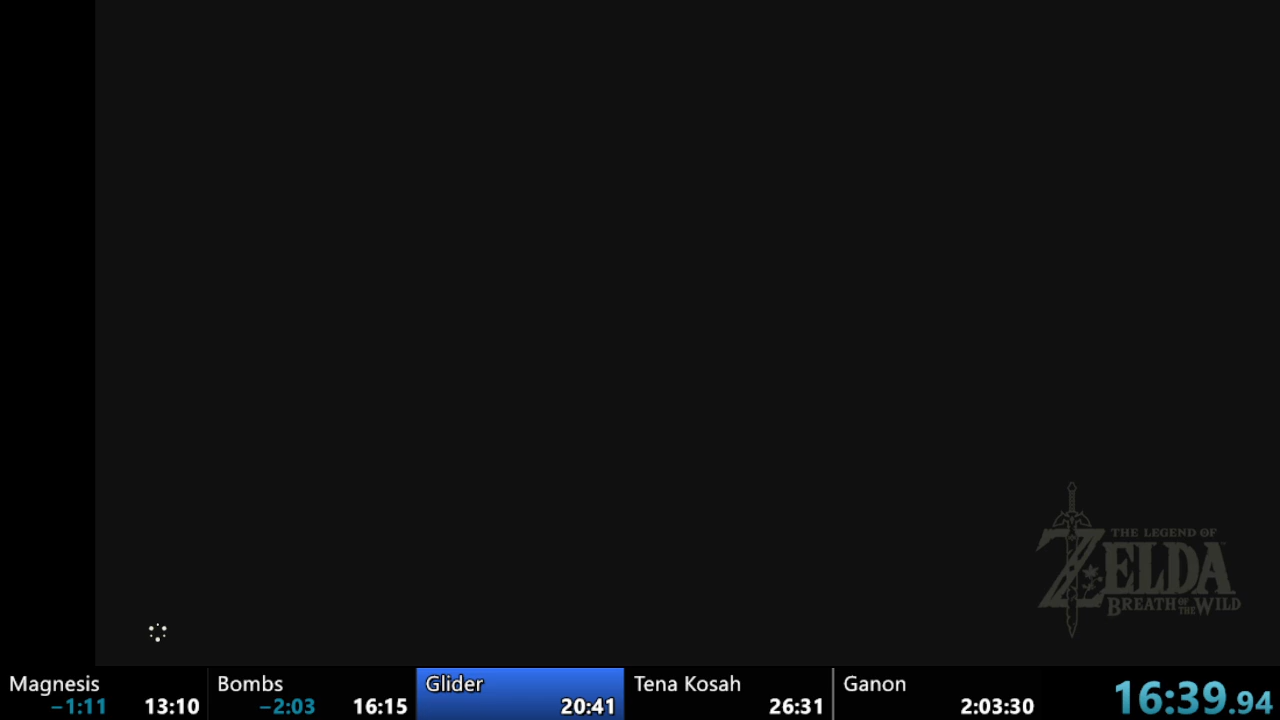 THE LEGEND OF
ZELDA
BREATH OF THE WILD
Magnesis
−1:11 13:10
Bombs
−2:03 16:15
Glider
20:41
Tena Kosah
26:31
Ganon
2:03:30
16:39.94